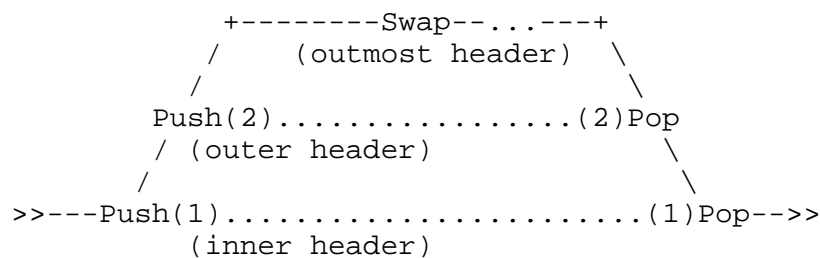 +--------Swap--...---+
/ (outmost header) \
/ \
Push(2).................(2)Pop
/ (outer header) \
/ \
>>---Push(1)........................(1)Pop-->>
(inner header)